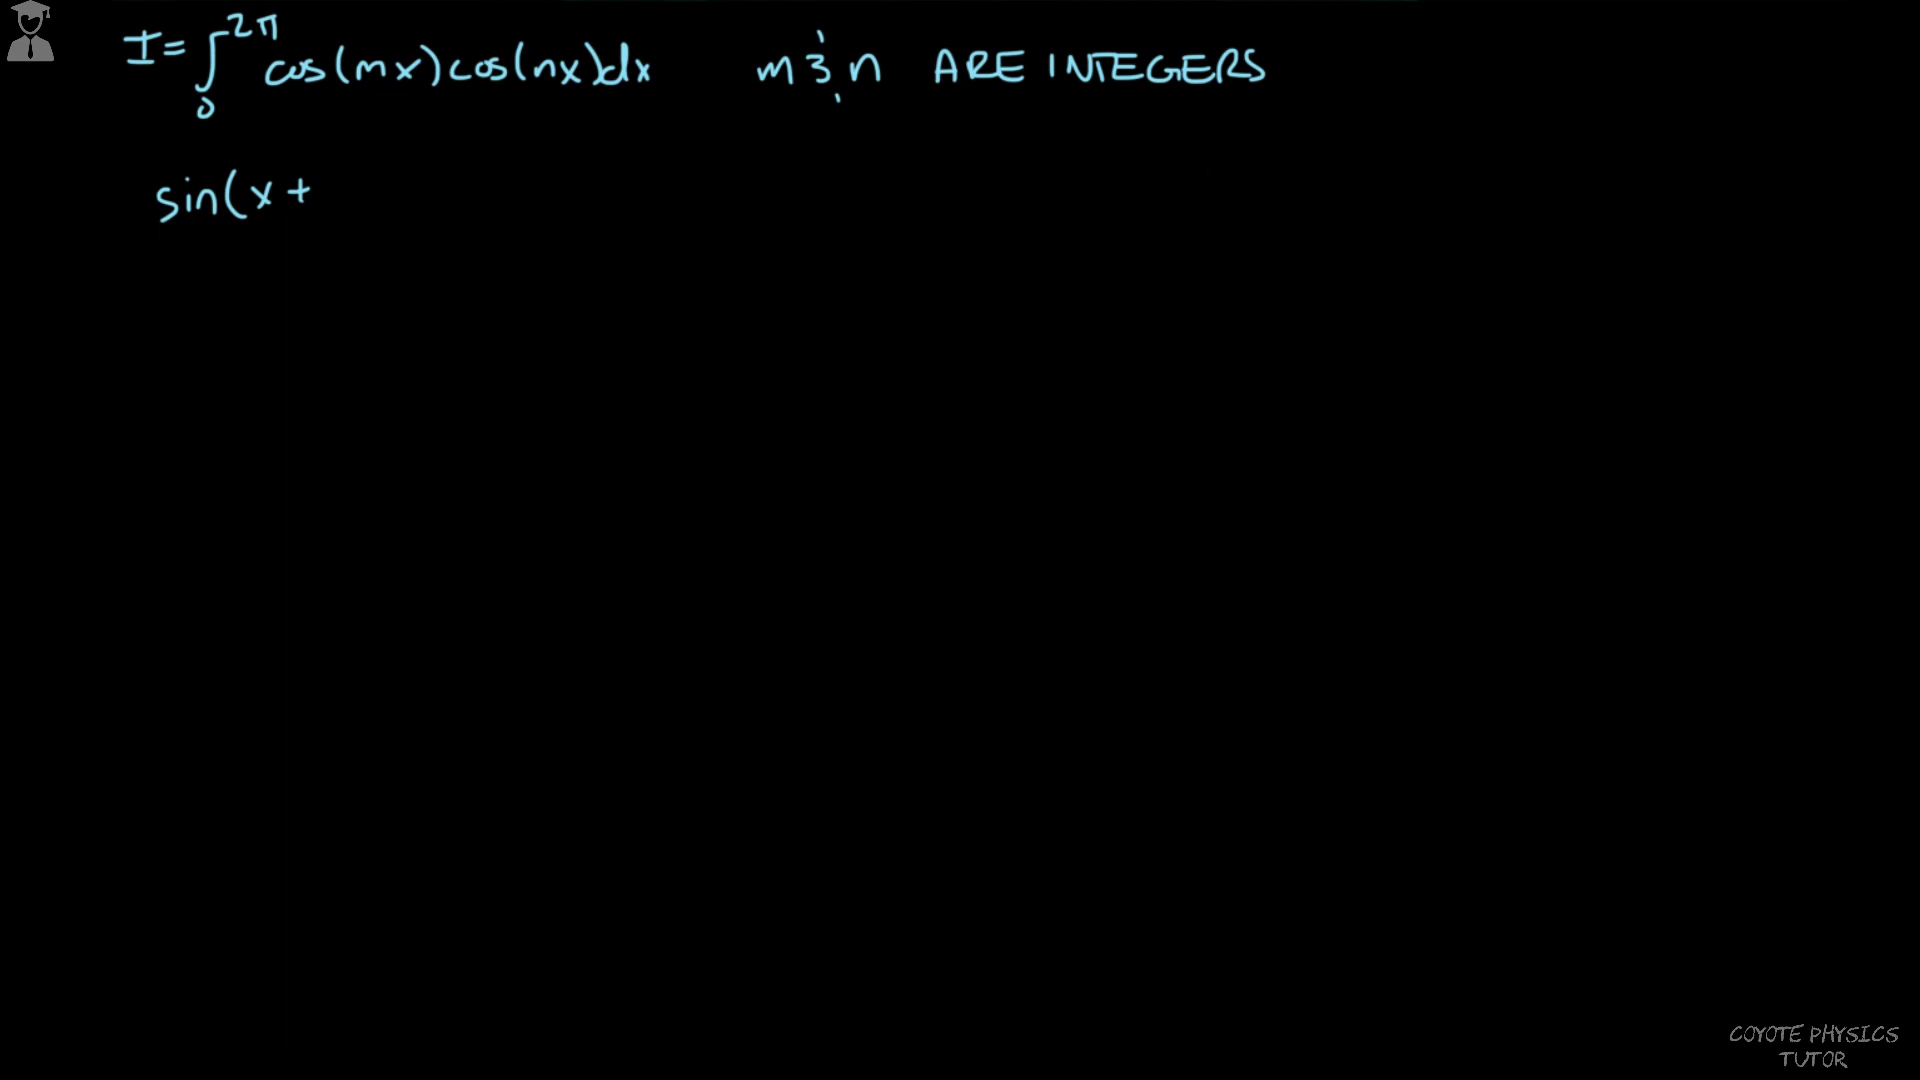 I = ∫₀^2π cos(mx)cos(nx)dx m & n ARE INTEGERS
sin(x +
COYOTE PHYSICS
TUTOR